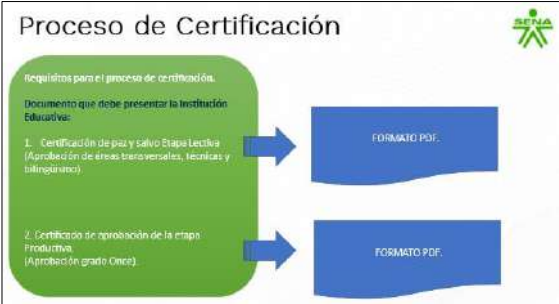 Proceso de Certificación
SENA
Requisitos para el proceso de certificación.
Documento que debe presentar la Institución
Educativa:
1. Certificación de paz y salvo Etapa Lectiva
(Aprobación de áreas transversales, técnicas y
bilingüismo).
FORMATO PDF.
2. Certificado de aprobación de la etapa
Productiva.
(Aprobación grado Once).
FORMATO PDF.